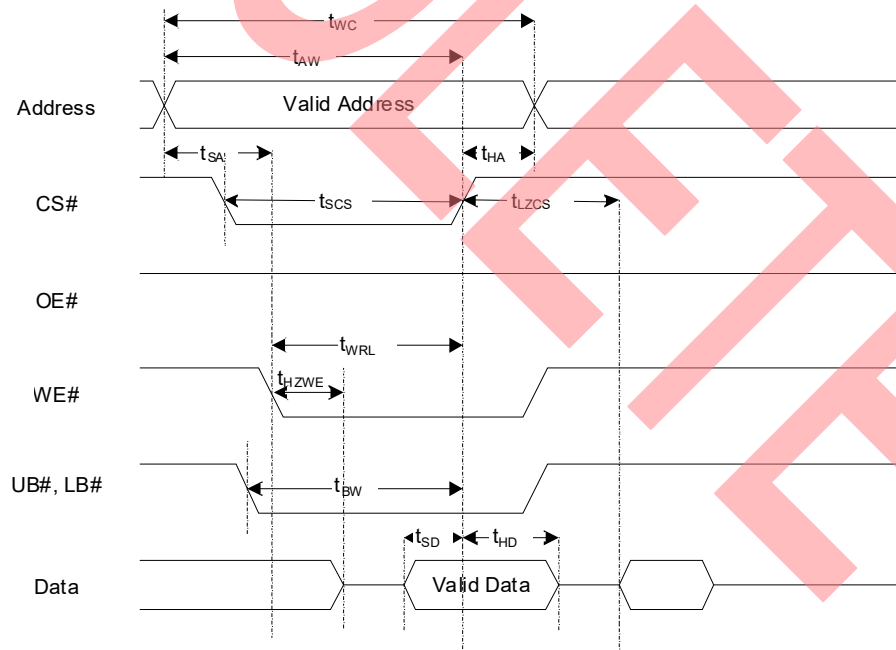 tWC
tAW
Address
Valid Address
tSA
tHA
CS#
tSCS
tLZCS
OE#
tWRL
WE#
tHZWE
UB#, LB#
tBW
tSD
tHD
Data
Valid Data